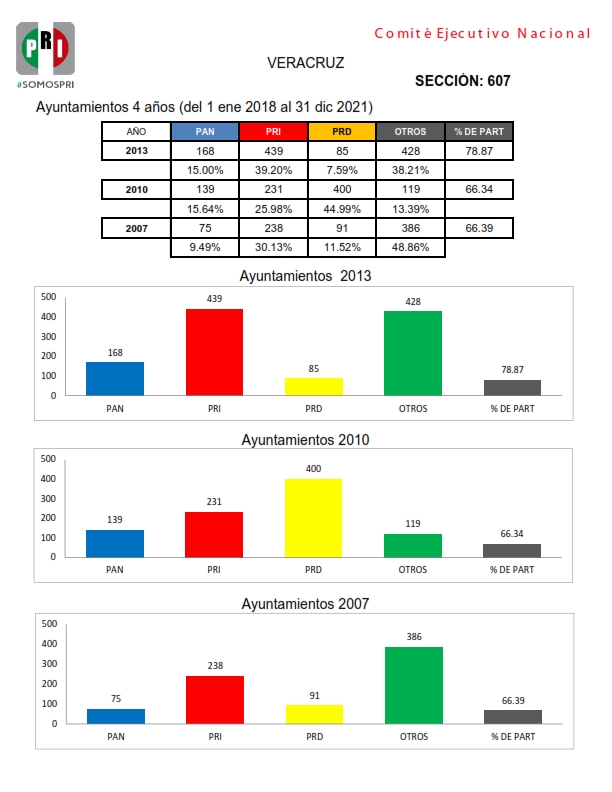 Comité Ejecutivo Nacional
PRI
#SOMOSPRI
VERACRUZ
SECCIÓN: 607
Ayuntamientos 4 años (del 1 ene 2018 al 31 dic 2021)
AÑO PAN PRI PRD OTROS % DE PART
2013 168 439 85 428 78.87
15.00% 39.20% 7.59% 38.21%
2010 139 231 400 119 66.34
15.64% 25.98% 44.99% 13.39%
2007 75 238 91 386 66.39
9.49% 30.13% 11.52% 48.86%
Ayuntamientos 2013
500
400
300
200
100
0
168 439 85 428 78.87
PAN PRI PRD OTROS % DE PART
Ayuntamientos 2010
500
400
300
200
100
0
139 231 400 119 66.34
PAN PRI PRD OTROS % DE PART
Ayuntamientos 2007
500
400
300
200
100
0
75 238 91 386 66.39
PAN PRI PRD OTROS % DE PART